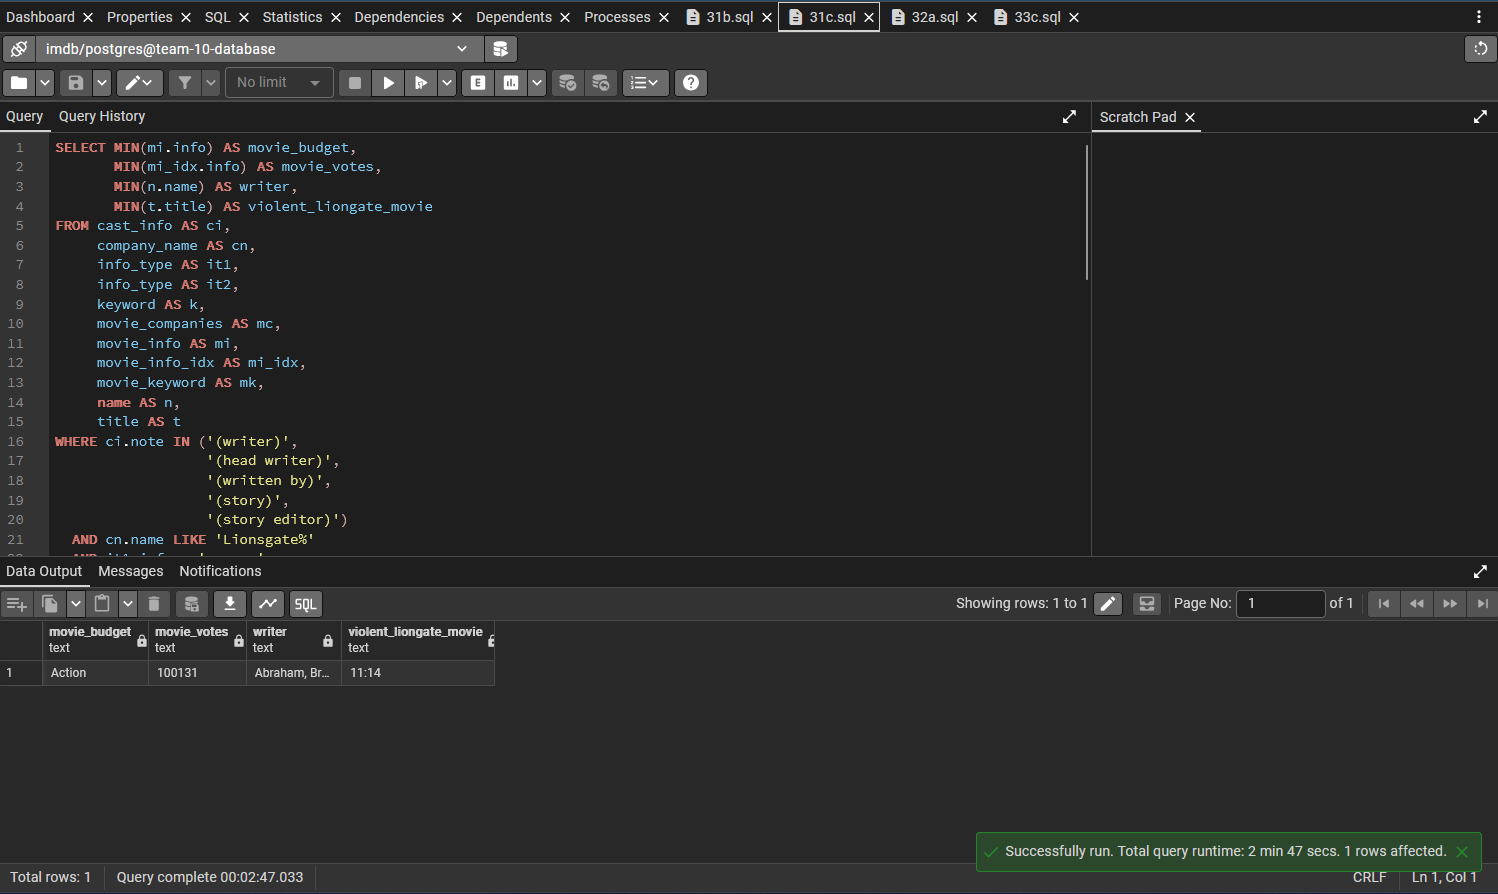 Dashboard Properties SQL Statistics Dependencies Dependents Processes 31b.sql 31c.sql 32a.sql 33c.sql
imdb/postgres@team-10-database
No limit E
Query Query History Scratch Pad
1 SELECT MIN(mi.info) AS movie_budget,
2 MIN(mi_idx.info) AS movie_votes,
3 MIN(n.name) AS writer,
4 MIN(t.title) AS violent_liongate_movie
5 FROM cast_info AS ci,
6 company_name AS cn,
7 info_type AS it1,
8 info_type AS it2,
9 keyword AS k,
10 movie_companies AS mc,
11 movie_info AS mi,
12 movie_info_idx AS mi_idx,
13 movie_keyword AS mk,
14 name AS n,
15 title AS t
16 WHERE ci.note IN ('(writer)',
17 '(head writer)',
18 '(written by)',
19 '(story)',
20 '(story editor)')
21 AND cn.name LIKE 'Lionsgate%'
Data Output Messages Notifications
SQL Showing rows: 1 to 1 Page No: 1 of 1
movie_budget movie_votes writer violent_liongate_movie
text text text text
1 Action 100131 Abraham, Br... 11:14
Successfully run. Total query runtime: 2 min 47 secs. 1 rows affected.
Total rows: 1 Query complete 00:02:47.033 CRLF Ln 1, Col 1